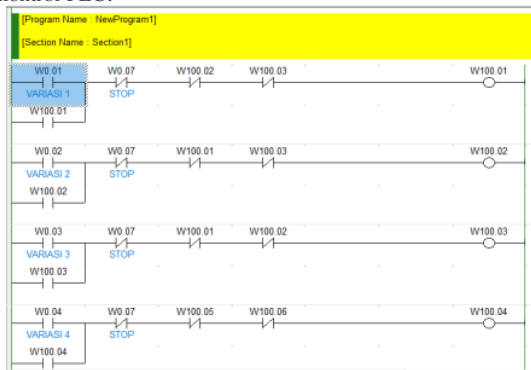 [Program Name : NewProgram1]
[Section Name : Section1]
W0.01 W0.07 W100.02 W100.03 W100.01
VARIASI 1 STOP
W100.01
W0.02 W0.07 W100.01 W100.03 W100.02
VARIASI 2 STOP
W100.02
W0.03 W0.07 W100.01 W100.02 W100.03
VARIASI 3 STOP
W100.03
W0.04 W0.07 W100.05 W100.06 W100.04
VARIASI 4 STOP
W100.04